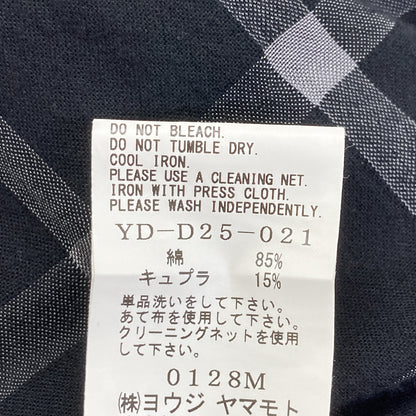 DO NOT BLEACH.
DO NOT TUMBLE DRY.
COOL IRON.
PLEASE USE A CLEANING NET.
IRON WITH PRESS CLOTH.
PLEASE WASH INDEPENDENTLY.
YD-D25-021
綿 85%
キュプラ 15%
単品洗いをして下さい。
あて布を使用して下さい。
クリーニングネットを使用
して下さい。
0128M
㈱ヨウジ ヤマモト